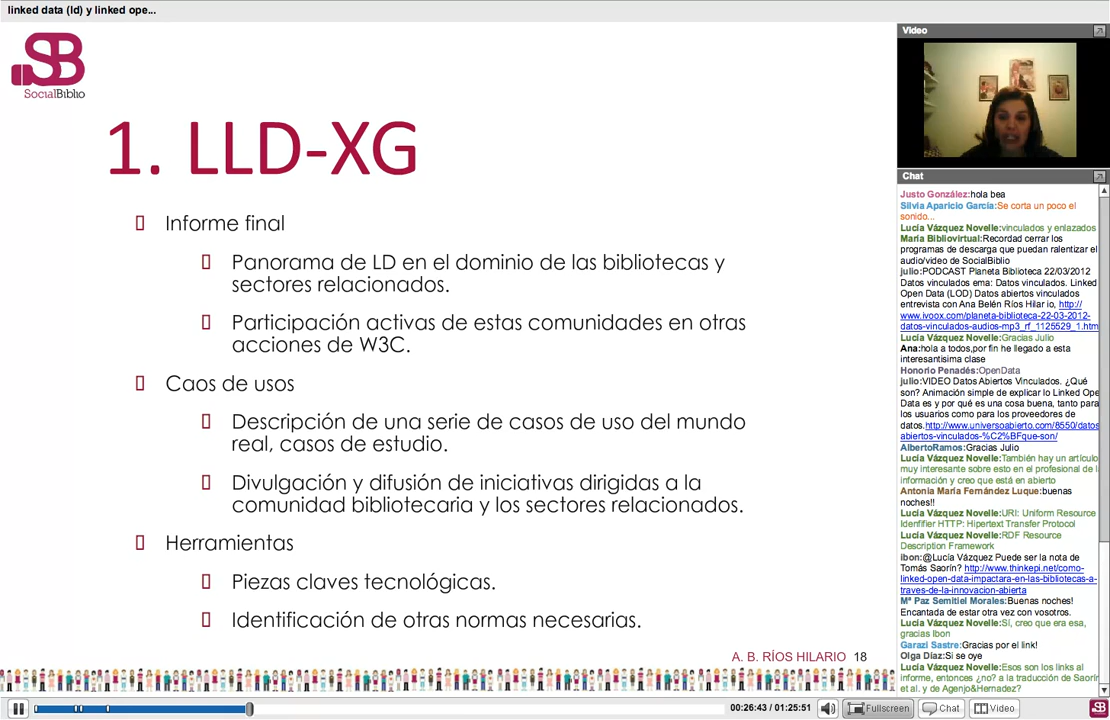 linked data (ld) y linked ope...
SB
SocialBiblio
1. LLD-XG
Informe final
Panorama de LD en el dominio de las bibliotecas y
sectores relacionados.
Participación activas de estas comunidades en otras
acciones de W3C.
Caos de usos
Descripción de una serie de casos de uso del mundo
real, casos de estudio.
Divulgación y difusión de iniciativas dirigidas a la
comunidad bibliotecaria y los sectores relacionados.
Herramientas
Piezas claves tecnológicas.
Identificación de otras normas necesarias.
A. B. RÍOS HILARIO 18
Video
Chat
Justo González:hola bea
Silvia Aparicio García:Se corta un poco el
sonido...
Lucía Vázquez Novelle:vinculados y enlazados
María Bibliovirtual:Recordad cerrar los
programas de descarga que puedan ralentizar el
audio/video de SocialBiblio
julio:PODCAST Planeta Biblioteca 22/03/2012
Datos vinculados ema: Datos vinculados. Linked
Open Data (LOD) Datos abiertos vinculados
entrevista con Ana Belén Ríos Hilar io, http://
www.ivoox.com/planeta-biblioteca-22-03-2012-
datos-vinculados-audios-mp3_rf_1125529_1.htm
Lucía Vázquez Novelle:Gracias Julio
Ana:hola a todos,por fin he llegado a esta
interesantisima clase
Honorio Penadés:OpenData
julio:VIDEO Datos Abiertos Vinculados. ¿Qué
son? Animación simple de explicar lo Linked Ope
Data es y por qué es una cosa buena, tanto para
los usuarios como para los proveedores de
datos.http://www.universoabierto.com/8550/datos
abiertos-vinculados-%C2%BFque-son/
AlbertoRamos:Gracias Julio
Lucía Vázquez Novelle:También hay un artículo
muy interesante sobre esto en el profesional de l
información y creo que está en abierto
Antonia María Fernández Luque:buenas
noches!!
Lucía Vázquez Novelle:URI: Uniform Resource
Idenfifier HTTP: Hipertext Transfer Protocol
Lucía Vázquez Novelle:RDF Resource
Description Framework
ibon:@Lucía Vázquez Puede ser la nota de
Tomás Saorín? http://www.thinkepi.net/como-
linked-open-data-impactara-en-las-bibliotecas-a-
traves-de-la-innovacion-abierta
Mª Paz Semitiel Morales:Buenas noches!
Encantada de estar otra vez con vosotros.
Lucía Vázquez Novelle:Sí, creo que era esa,
gracias Ibon
Garazi Sastre:Gracias por el link!
Olga Díaz:Si se oye
Lucía Vázquez Novelle:Esos son los links al
informe, entonces ¿no? a la traducción de Saorín
et al. y de Agenjo&Hernadez?
00:26:43 / 01:25:51
Fullscreen
Chat
Video
SB